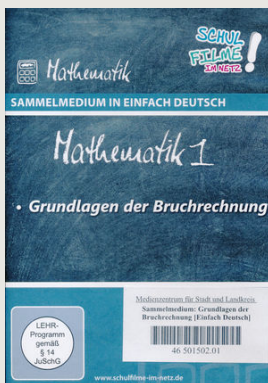 SCHUL
FILME
IM NETZ
!
Mathematik
SAMMELMEDIUM IN EINFACH DEUTSCH
Mathematik 1
• Grundlagen der Bruchrechnung
Medienzentrum für Stadt und Landkreis
Sammelmedium: Grundlagen der
Bruchrechnung [Einfach Deutsch]
46 501502.01
LEHR-
Programm
gemäß
§ 14
JuSchG
www.schulfilme-im-netz.de